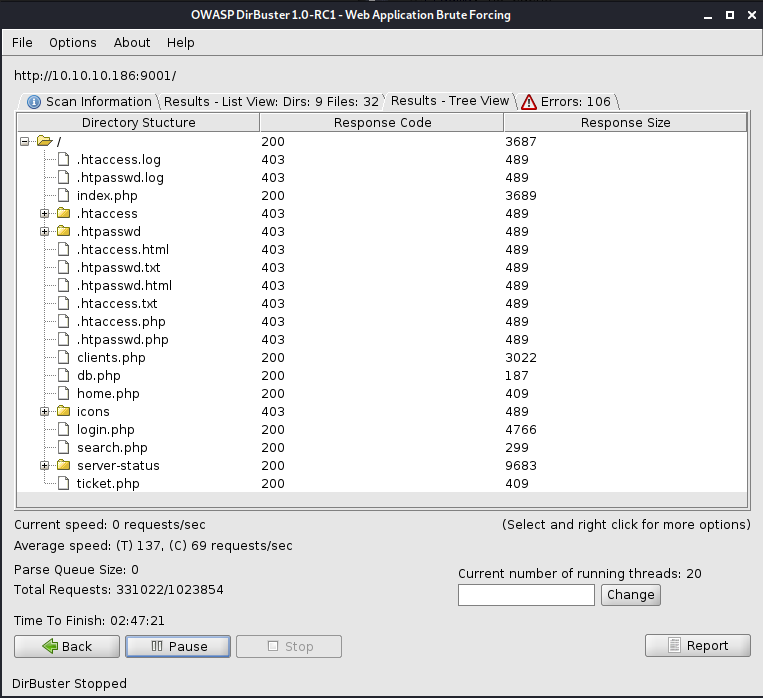 OWASP DirBuster 1.0-RC1 - Web Application Brute Forcing
File Options About Help
http://10.10.10.186:9001/
Scan Information Results - List View: Dirs: 9 Files: 32 Results - Tree View Errors: 106
Directory Stucture Response Code Response Size
/ 200 3687
.htaccess.log 403 489
.htpasswd.log 403 489
index.php 200 3689
.htaccess 403 489
.htpasswd 403 489
.htaccess.html 403 489
.htpasswd.txt 403 489
.htpasswd.html 403 489
.htaccess.txt 403 489
.htaccess.php 403 489
.htpasswd.php 403 489
clients.php 200 3022
db.php 200 187
home.php 200 409
icons 403 489
login.php 200 4766
search.php 200 299
server-status 200 9683
ticket.php 200 409
Current speed: 0 requests/sec (Select and right click for more options)
Average speed: (T) 137, (C) 69 requests/sec
Parse Queue Size: 0 Current number of running threads: 20
Total Requests: 331022/1023854 Change
Time To Finish: 02:47:21
Back Pause Stop Report
DirBuster Stopped